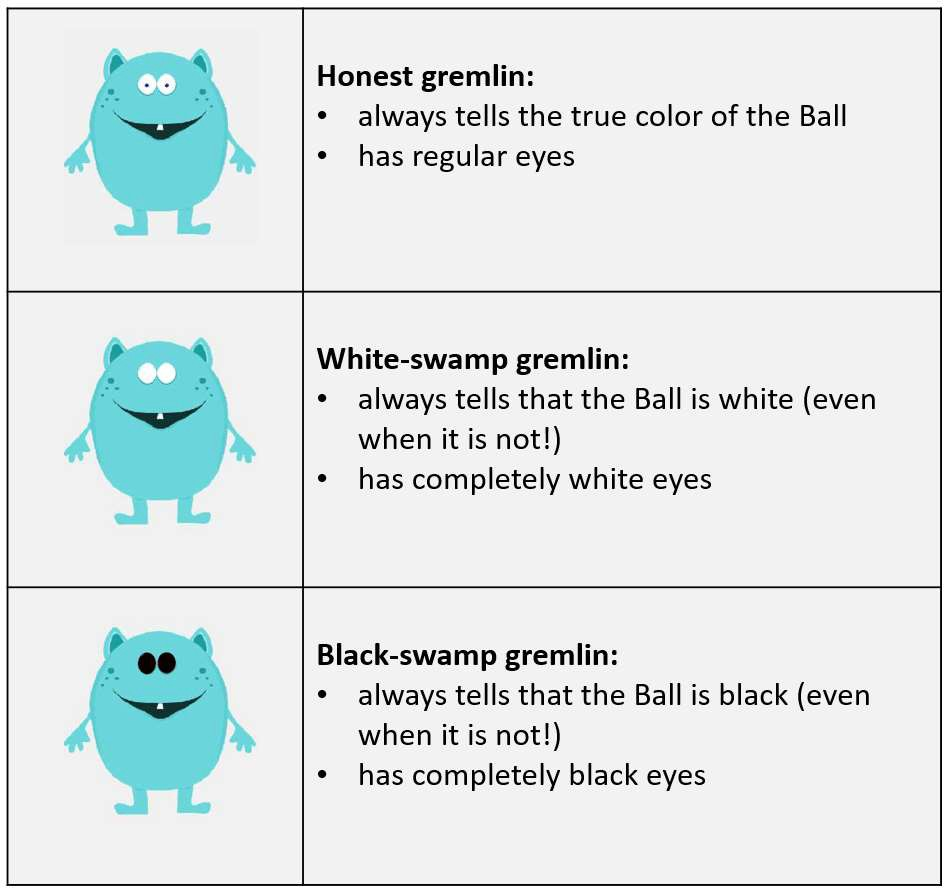 Honest gremlin:
• always tells the true color of the Ball
• has regular eyes
White-swamp gremlin:
• always tells that the Ball is white (even
when it is not!)
• has completely white eyes
Black-swamp gremlin:
• always tells that the Ball is black (even
when it is not!)
• has completely black eyes